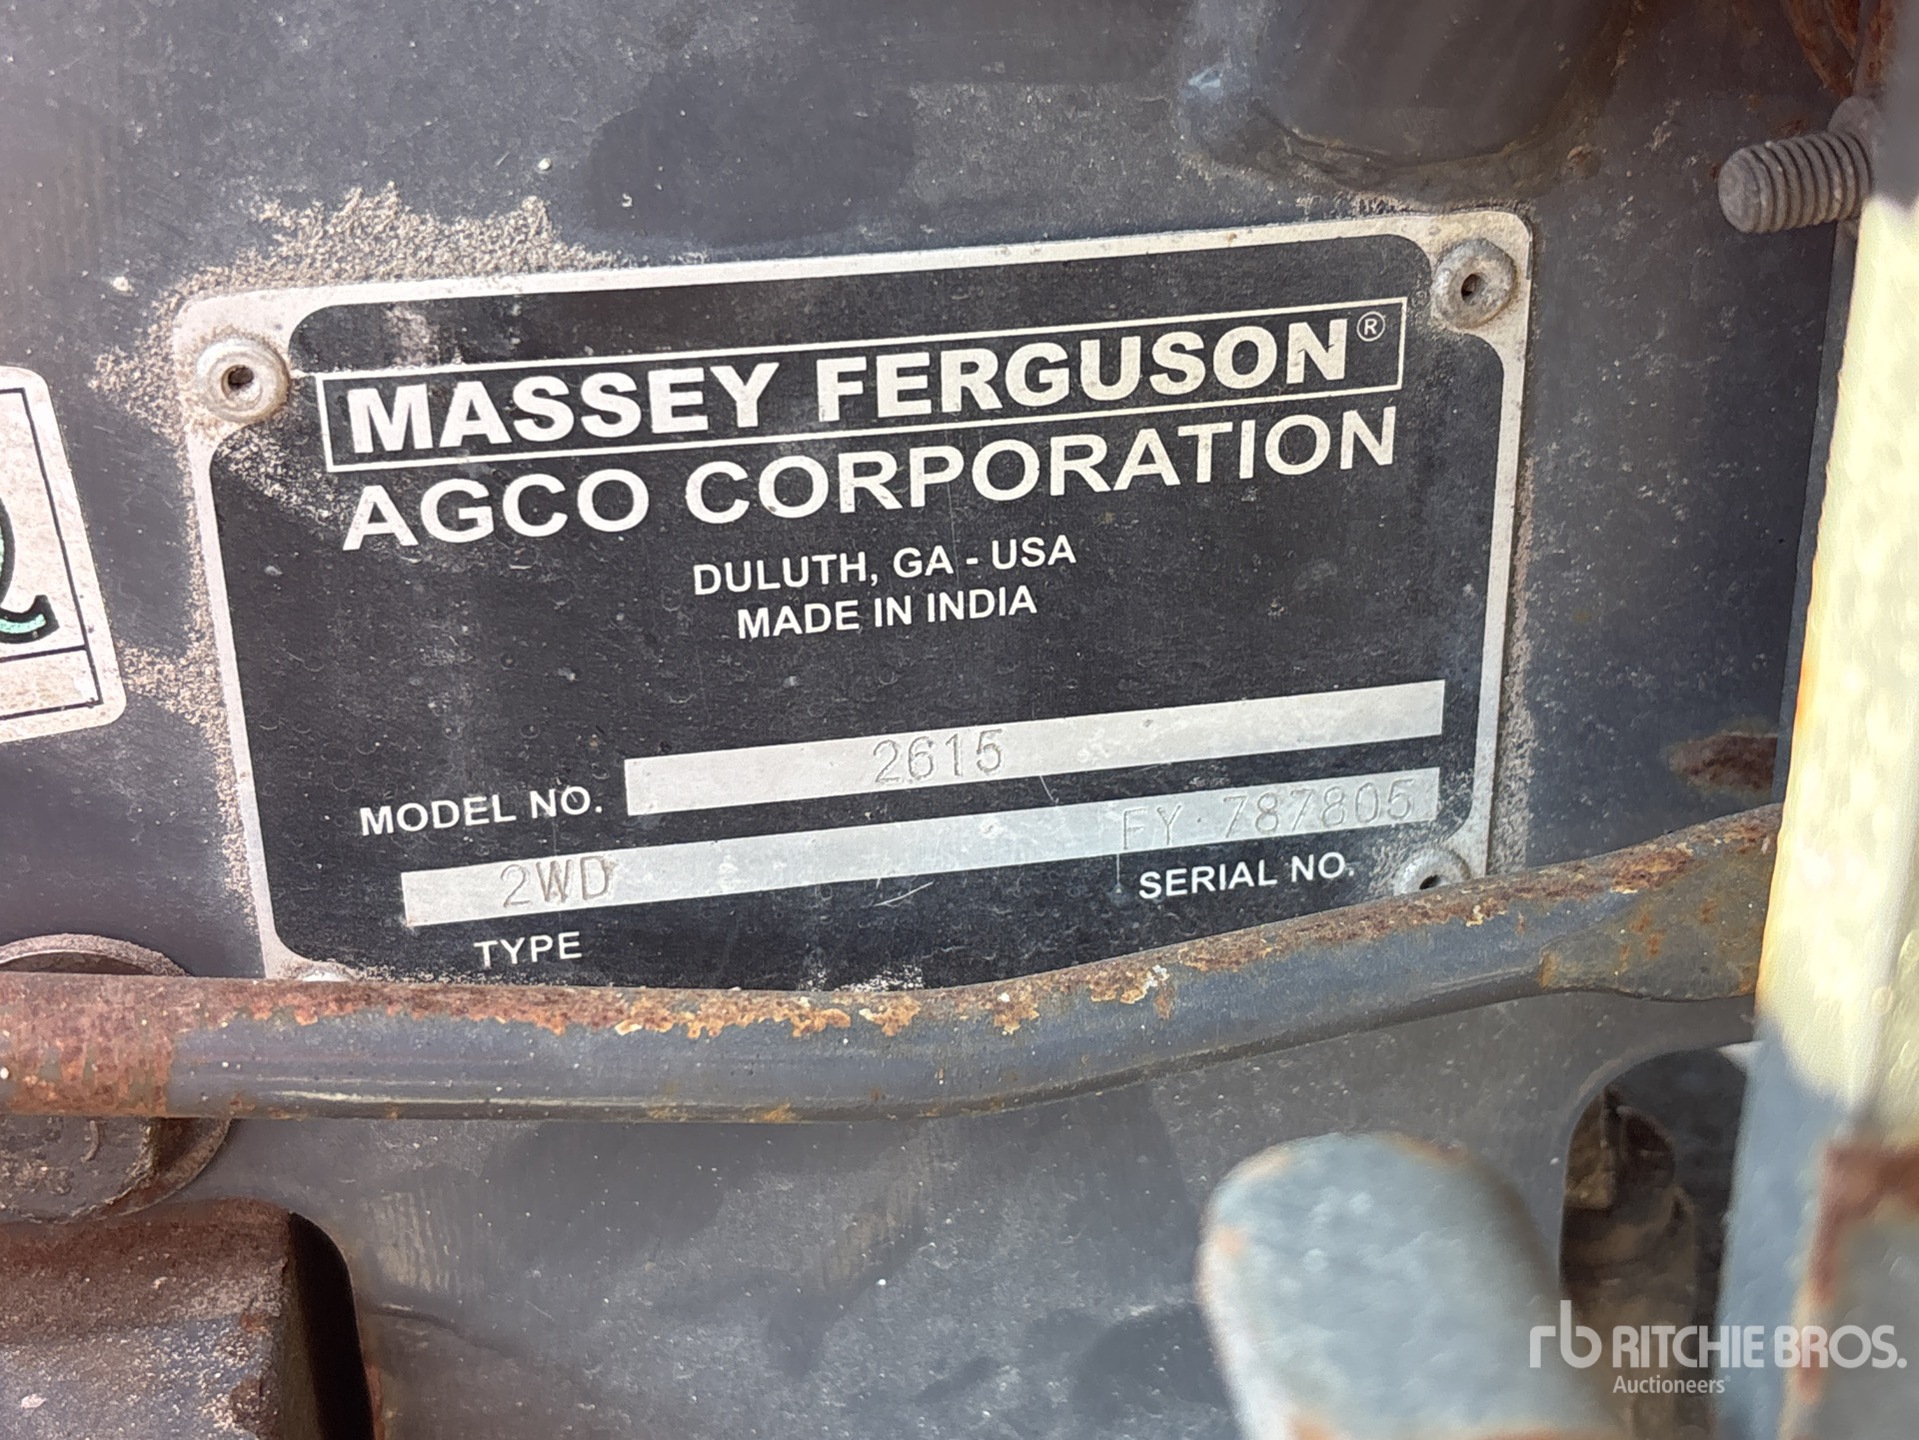 MASSEY FERGUSON®
AGCO CORPORATION
DULUTH, GA - USA
MADE IN INDIA
MODEL NO. 2615
2WD FY 787805
TYPE SERIAL NO.
rb RITCHIE BROS.
Auctioneers